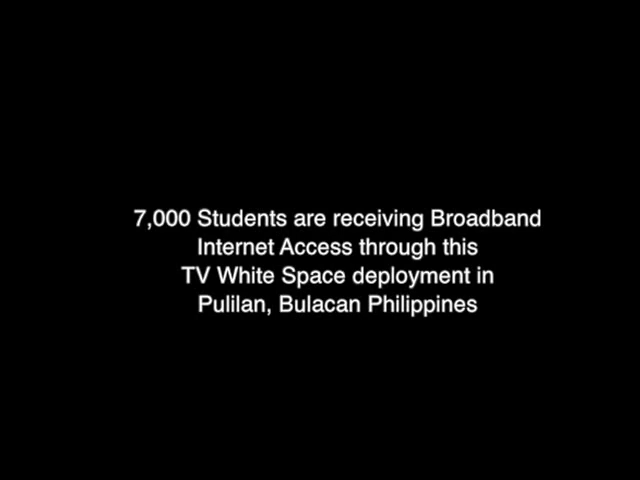 7,000 Students are receiving Broadband
Internet Access through this
TV White Space deployment in
Pulilan, Bulacan Philippines